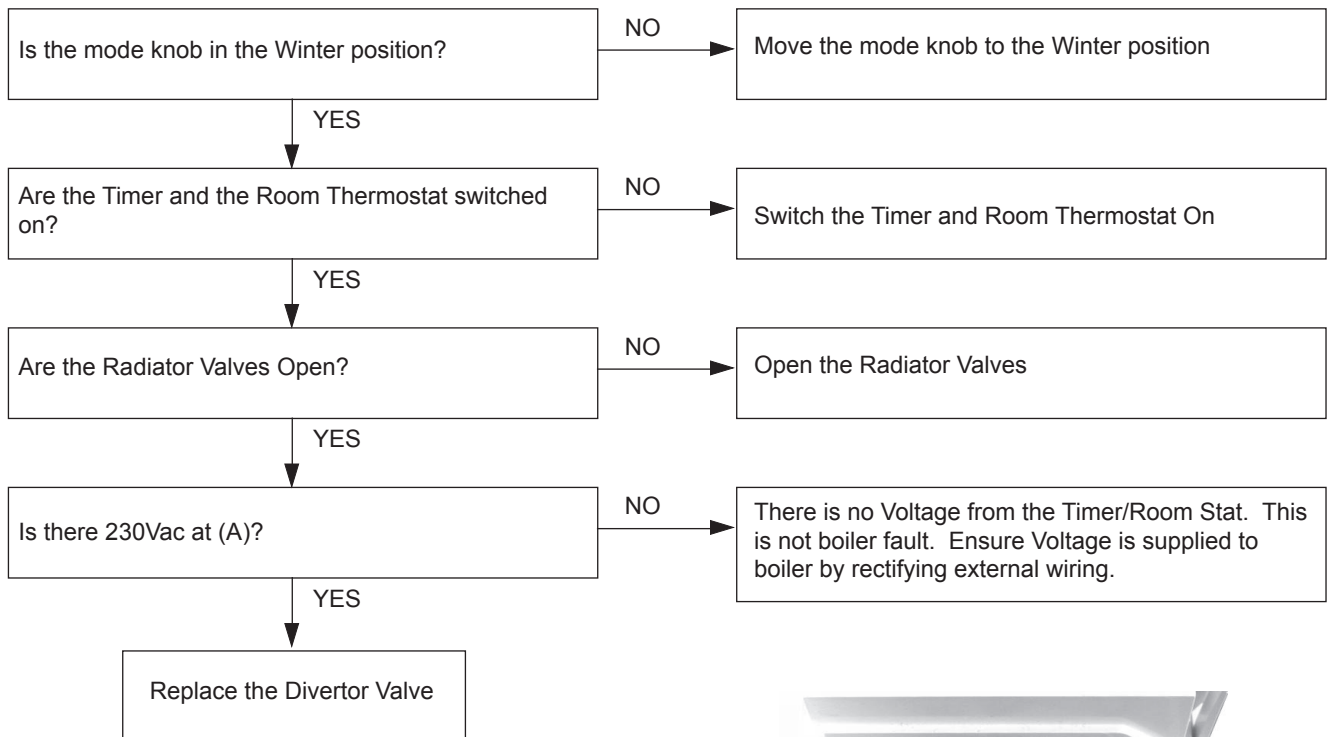 Is the mode knob in the Winter position?
NO
Move the mode knob to the Winter position
YES
Are the Timer and the Room Thermostat switched
on?
NO
Switch the Timer and Room Thermostat On
YES
Are the Radiator Valves Open?
NO
Open the Radiator Valves
YES
Is there 230Vac at (A)?
NO
There is no Voltage from the Timer/Room Stat.  This
is not boiler fault.  Ensure Voltage is supplied to
boiler by rectifying external wiring.
YES
Replace the Divertor Valve